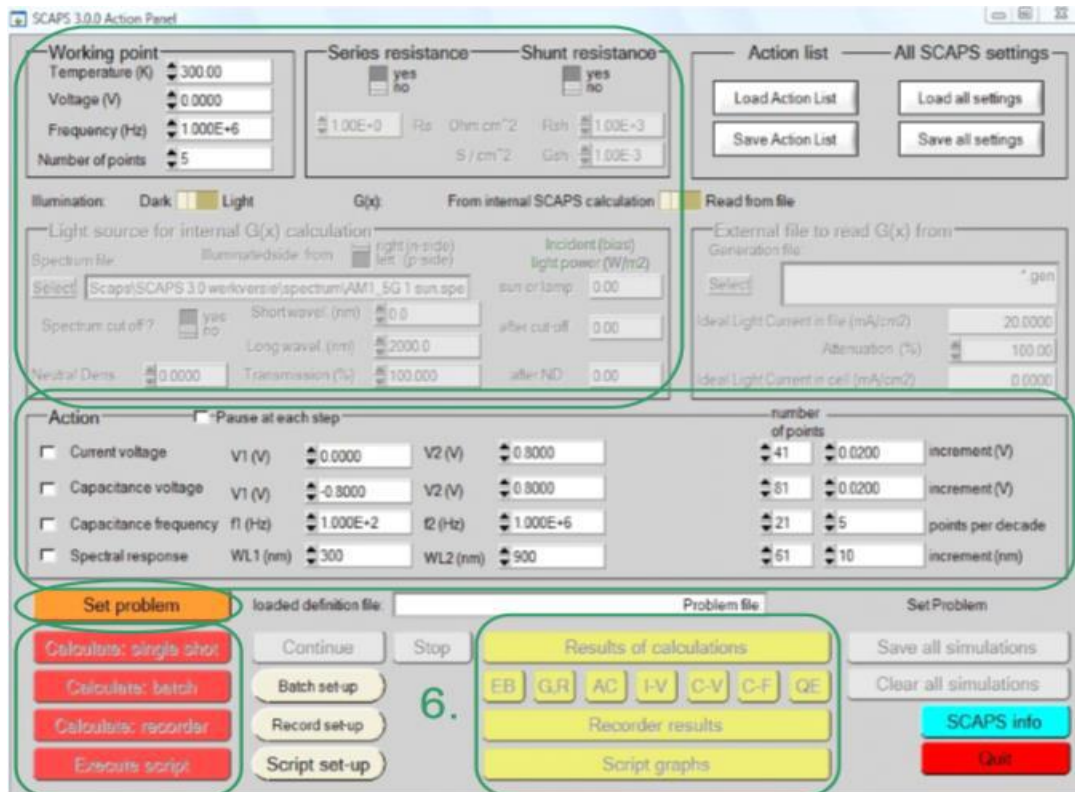 SCAPS 3.0.0 Action Panel
Working point
Temperature (K) 300.00
Voltage (V) 0.0000
Frequency (Hz) 1.000E+6
Number of points 5
Series resistance Shunt resistance
yes yes
no no
1.00E+0 Rs Ohm cm^2 Rsh 1.00E+3
S / cm^2 Gsh 1.00E-3
Action list All SCAPS settings
Load Action List Load all settings
Save Action List Save all settings
Illumination: Dark Light G(x): From internal SCAPS calculation Read from file
Light source for internal G(x) calculation
Spectrum file: Illuminated side: from right (n-side)
left (p-side)
Incident (bias)
light power (W/m2)
Select Scaps\SCAPS 3.0 werkversie\spectrum\AM1_5G 1 sun.spe sun or lamp 0.00
Spectrum cut off ? yes
no
Short wavel. (nm) 0.0
Long wavel. (nm) 2000.0
after cut-off 0.00
Neutral Dens. 0.0000 Transmission (%) 100.000 after ND 0.00
External file to read G(x) from
Generation file:
Select *.gen
Ideal Light Current in file (mA/cm2) 20.0000
Attenuation (%) 100.00
Ideal Light Current in cell (mA/cm2) 0.0000
Action Pause at each step number
of points
Current voltage V1 (V) 0.0000 V2 (V) 0.8000 41 0.0200 increment (V)
Capacitance voltage V1 (V) -0.8000 V2 (V) 0.8000 81 0.0200 increment (V)
Capacitance frequency f1 (Hz) 1.000E+2 f2 (Hz) 1.000E+6 21 5 points per decade
Spectral response WL1 (nm) 300 WL2 (nm) 900 61 10 increment (nm)
Set problem loaded definition file: Problem file Set Problem
Calculate: single shot Continue Stop Results of calculations Save all simulations
Calculate: batch Batch set-up 6. EB G,R AC I-V C-V C-F QE Clear all simulations
Calculate: recorder Record set-up Recorder results SCAPS info
Execute script Script set-up Script graphs Quit